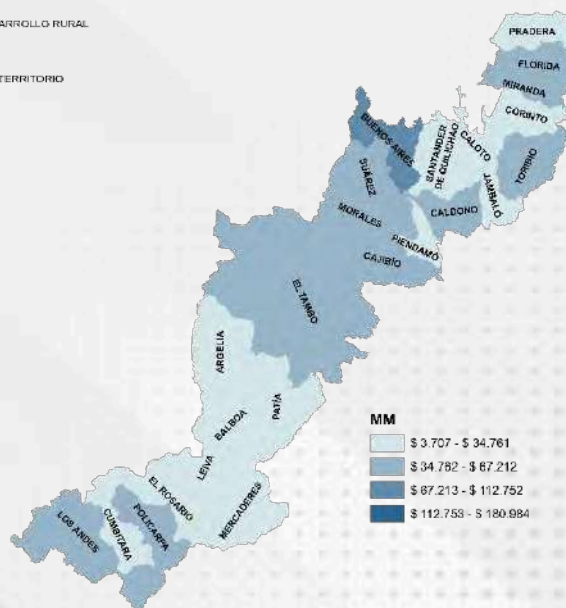 ARROLLO RURAL
TERRITORIO
PRADERA
FLORIDA
MIRANDA
CORINTO
BUENOS AIRES
SANTANDER
DE QUILICHAO
CALOTO
TORIBIO
JAMBALÓ
SUÁREZ
MORALES
CALDONO
PIENDAMÓ
CAJIBÍO
EL TAMBO
ARGELIA
PATÍA
BALBOA
LEIVA
EL ROSARIO
MERCADERES
POLICARPA
CUMBITARA
LOS ANDES
MM
$ 3.707 - $ 34.761
$ 34.762 - $ 67.212
$ 67.213 - $ 112.752
$ 112.753 - $ 180.984